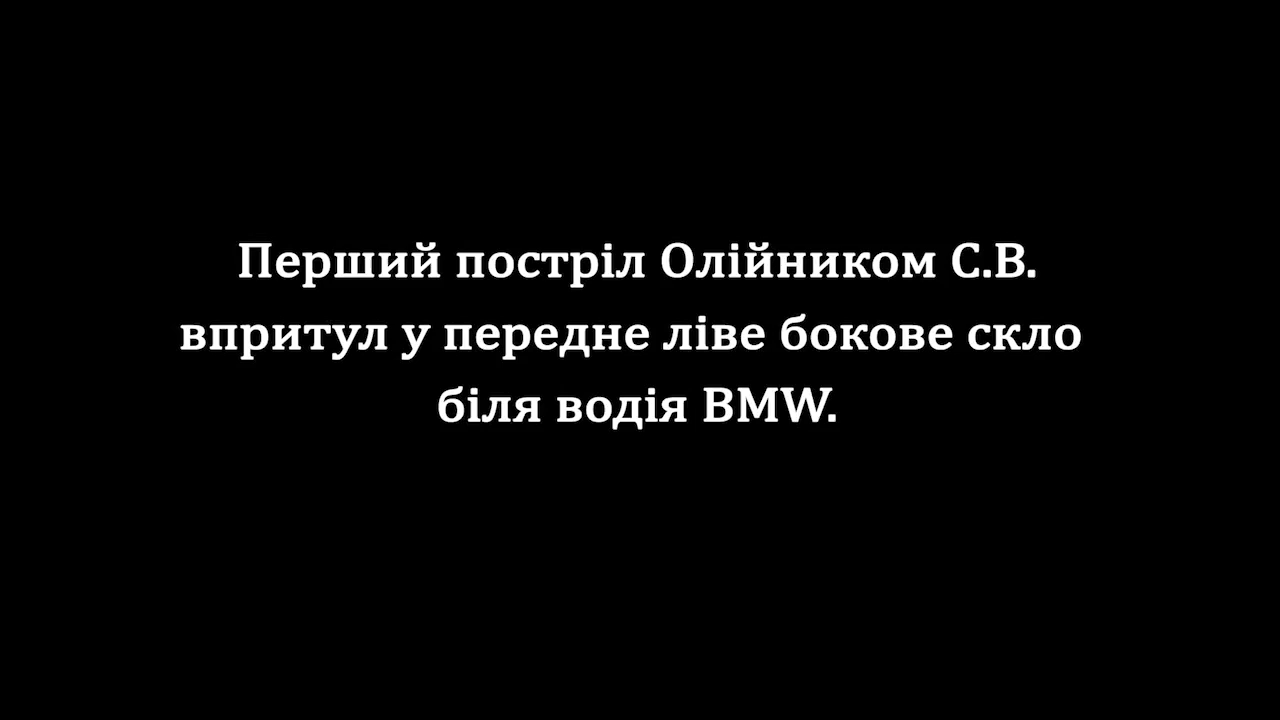 Перший постріл Олійником С.В.
впритул у передне ліве бокове скло
біля водія BMW.